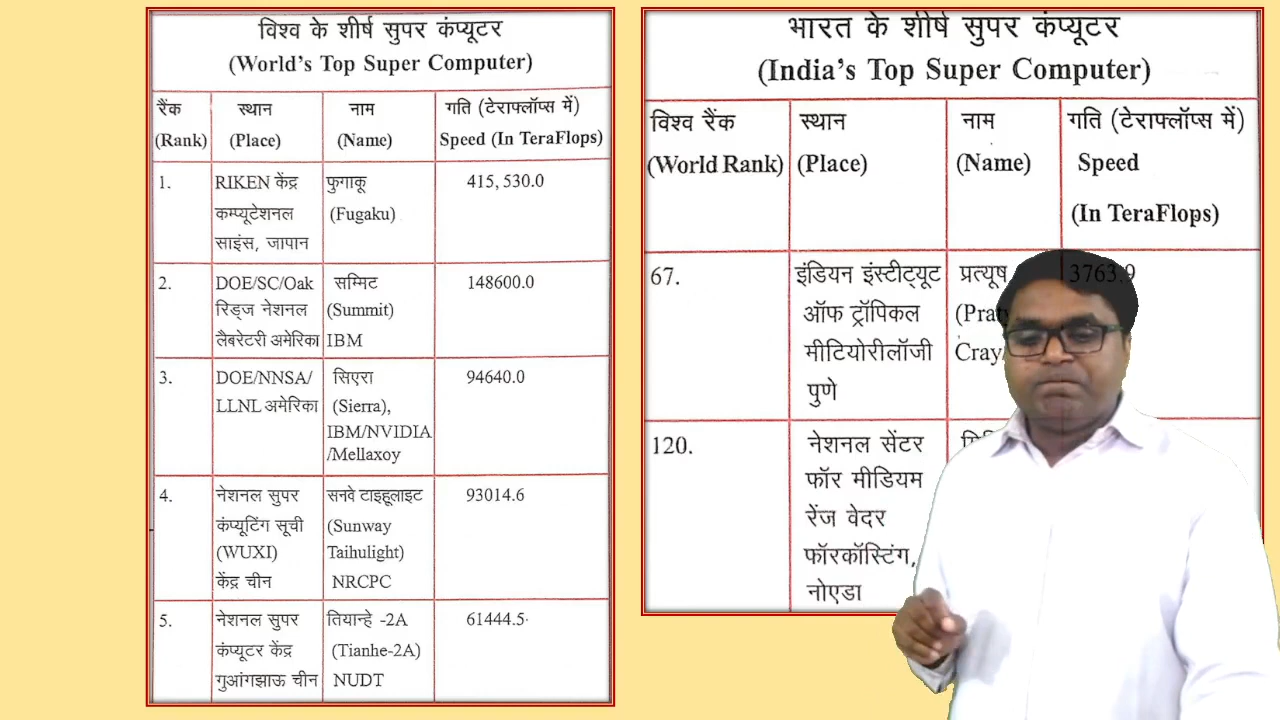 विश्व के शीर्ष सुपर कंप्यूटर
(World's Top Super Computer)
रैंक
(Rank)
स्थान
(Place)
नाम
(Name)
गति (टेराफ्लॉप्स में)
Speed (In TeraFlops)
1.
RIKEN केंद्र
कम्प्यूटेशनल
साइंस, जापान
फुगाकू
(Fugaku)
415, 530.0
2.
DOE/SC/Oak
रिड्ज नेशनल
लैबरेटरी अमेरिका
सम्मिट
(Summit)
IBM
148600.0
3.
DOE/NNSA/
LLNL अमेरिका
सिएरा
(Sierra),
IBM/NVIDIA
/Mellaxoy
94640.0
4.
नेशनल सुपर
कंप्यूटिंग सूची
(WUXI)
केंद्र चीन
सनवे टाइहूलाइट
(Sunway
Taihulight)
NRCPC
93014.6
5.
नेशनल सुपर
कंप्यूटर केंद्र
गुआंगझाऊ चीन
तियान्हे -2A
(Tianhe-2A)
NUDT
61444.5
भारत के शीर्ष सुपर कंप्यूटर
(India's Top Super Computer)
विश्व रैंक
(World Rank)
स्थान
(Place)
नाम
(Name)
गति (टेराफ्लॉप्स में)
Speed
(In TeraFlops)
67.
इंडियन इंस्टीट्यूट
ऑफ ट्रॉपिकल
मीटियोरीलॉजी
पुणे
प्रत्यूष
Cray
3763.9
120.
नेशनल सेंटर
फॉर मीडियम
रेंज वेदर
फॉरकॉस्टिंग,
नोएडा